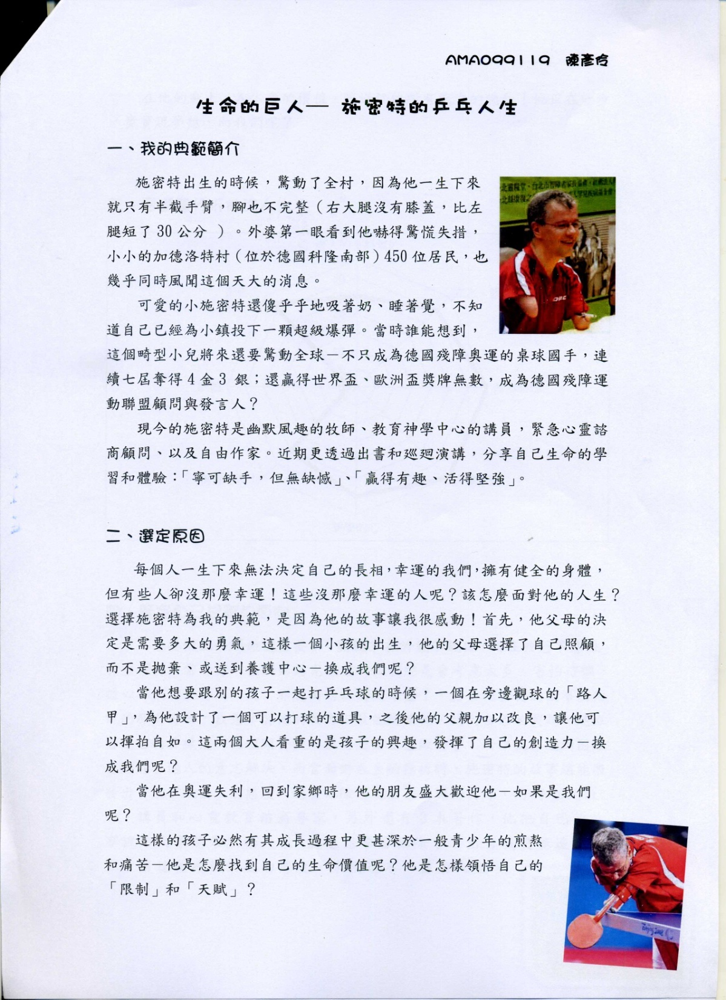 AMA099119 陳彥伶
生命的巨人— 施密特的乒乓人生
一、我的典範簡介
施密特出生的時候，驚動了全村，因為他一生下來
就只有半截手臂，腳也不完整（右大腿沒有膝蓋，比左
腿短了 30 公分 ）。外婆第一眼看到他嚇得驚慌失措，
小小的加德洛特村（位於德國科隆南部）450 位居民，也
幾乎同時風聞這個天大的消息。
可愛的小施密特還傻乎乎地吸著奶、睡著覺，不知
道自己已經為小鎮投下一顆超級爆彈。當時誰能想到，
這個畸型小兒將來還要驚動全球－不只成為德國殘障奧運的桌球國手，連
續七屆奪得 4 金 3 銀；還贏得世界盃、歐洲盃獎牌無數，成為德國殘障運
動聯盟顧問與發言人？
現今的施密特是幽默風趣的牧師、教育神學中心的講員，緊急心靈諮
商顧問、以及自由作家。近期更透過出書和巡迴演講，分享自己生命的學
習和體驗：「寧可缺手，但無缺憾」、「贏得有趣、活得堅強」。
二、選定原因
每個人一生下來無法決定自己的長相，幸運的我們，擁有健全的身體，
但有些人卻沒那麼幸運！這些沒那麼幸運的人呢？該怎麼面對他的人生？
選擇施密特為我的典範，是因為他的故事讓我很感動！首先，他父母的決
定是需要多大的勇氣，這樣一個小孩的出生，他的父母選擇了自己照顧，
而不是拋棄、或送到養護中心－換成我們呢？
當他想要跟別的孩子一起打乒乓球的時候，一個在旁邊觀球的「路人
甲」，為他設計了一個可以打球的道具，之後他的父親加以改良，讓他可
以揮拍自如。這兩個大人看重的是孩子的興趣，發揮了自己的創造力－換
成我們呢？
當他在奧運失利，回到家鄉時，他的朋友盛大歡迎他－如果是我們
呢？
這樣的孩子必然有其成長過程中更甚深於一般青少年的煎熬
和痛苦－他是怎麼找到自己的生命價值呢？他是怎樣領悟自己的
「限制」和「天賦」？